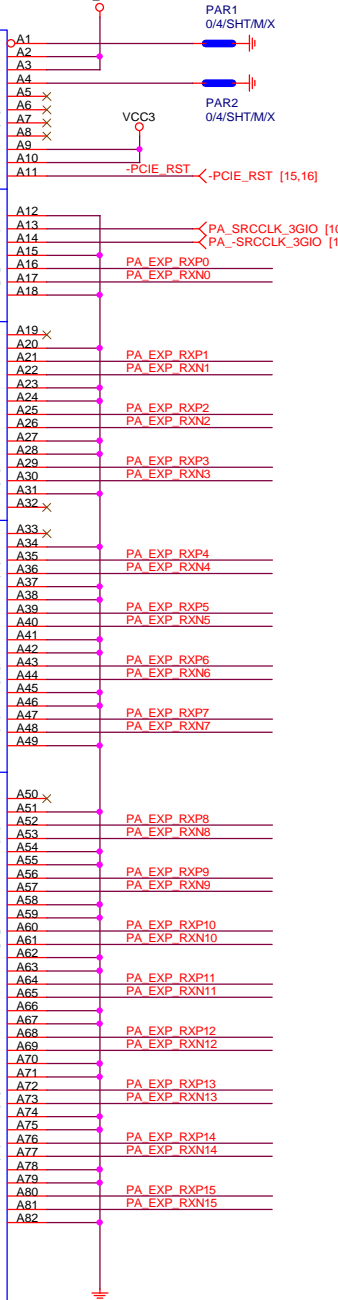 PAR1
0/4/SHT/M/X
A1
A2
A3
A4
PAR2
0/4/SHT/M/X
A5
A6
A7
A8
VCC3
A9
A10
A11 -PCIE_RST -PCIE_RST [15,16]
A12
A13 PA_SRCCLK_3GIO [10
A14 PA_-SRCCLK_3GIO [1
A15
A16 PA_EXP_RXP0
A17 PA_EXP_RXN0
A18
A19
A20
A21 PA_EXP_RXP1
A22 PA_EXP_RXN1
A23
A24
A25 PA_EXP_RXP2
A26 PA_EXP_RXN2
A27
A28
A29 PA_EXP_RXP3
A30 PA_EXP_RXN3
A31
A32
A33
A34
A35 PA_EXP_RXP4
A36 PA_EXP_RXN4
A37
A38
A39 PA_EXP_RXP5
A40 PA_EXP_RXN5
A41
A42
A43 PA_EXP_RXP6
A44 PA_EXP_RXN6
A45
A46
A47 PA_EXP_RXP7
A48 PA_EXP_RXN7
A49
A50
A51
A52 PA_EXP_RXP8
A53 PA_EXP_RXN8
A54
A55
A56 PA_EXP_RXP9
A57 PA_EXP_RXN9
A58
A59
A60 PA_EXP_RXP10
A61 PA_EXP_RXN10
A62
A63
A64 PA_EXP_RXP11
A65 PA_EXP_RXN11
A66
A67
A68 PA_EXP_RXP12
A69 PA_EXP_RXN12
A70
A71
A72 PA_EXP_RXP13
A73 PA_EXP_RXN13
A74
A75
A76 PA_EXP_RXP14
A77 PA_EXP_RXN14
A78
A79
A80 PA_EXP_RXP15
A81 PA_EXP_RXN15
A82